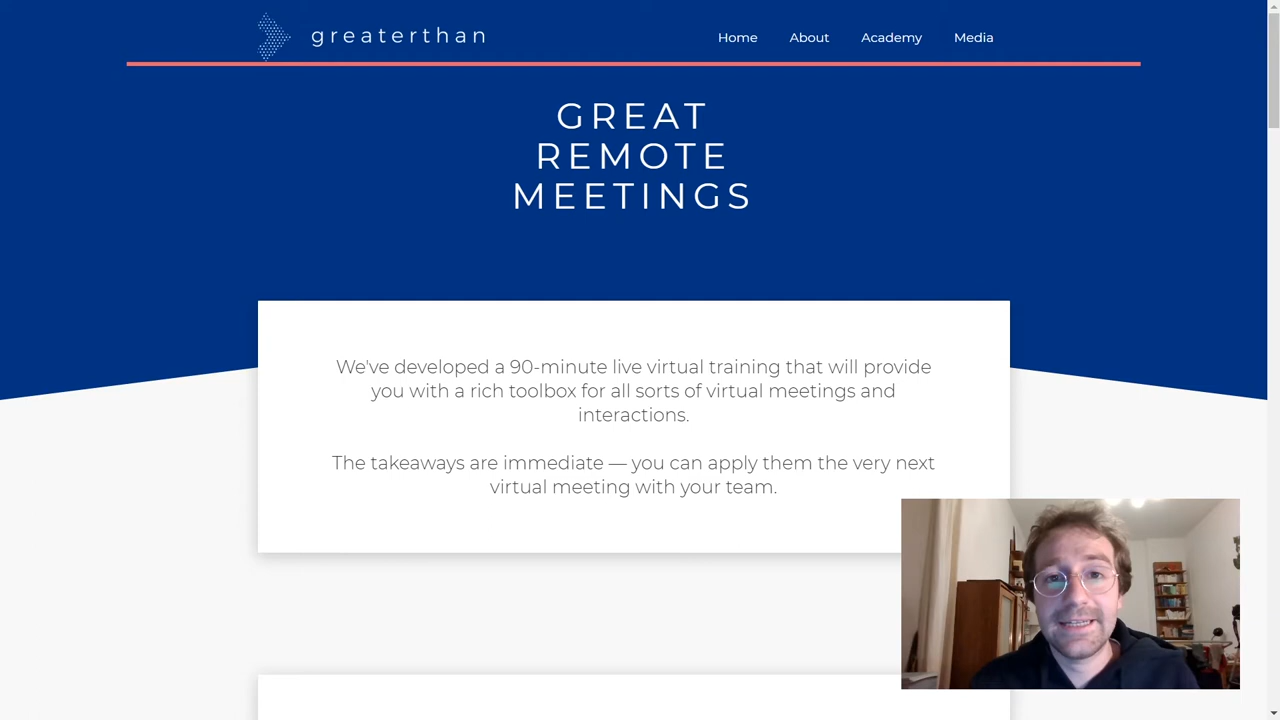 greaterthan
Home About Academy Media
GREAT
REMOTE
MEETINGS
We've developed a 90-minute live virtual training that will provide
you with a rich toolbox for all sorts of virtual meetings and
interactions.
The takeaways are immediate — you can apply them the very next
virtual meeting with your team.